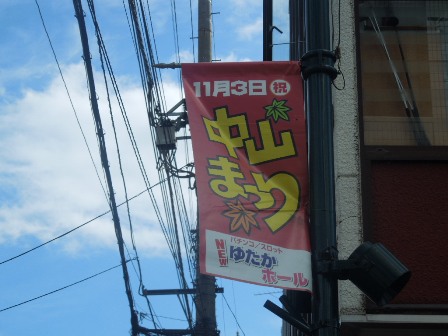 11月3日㊗
中山
まつり
パチンコ/スロット
NEW ゆたか
ホール